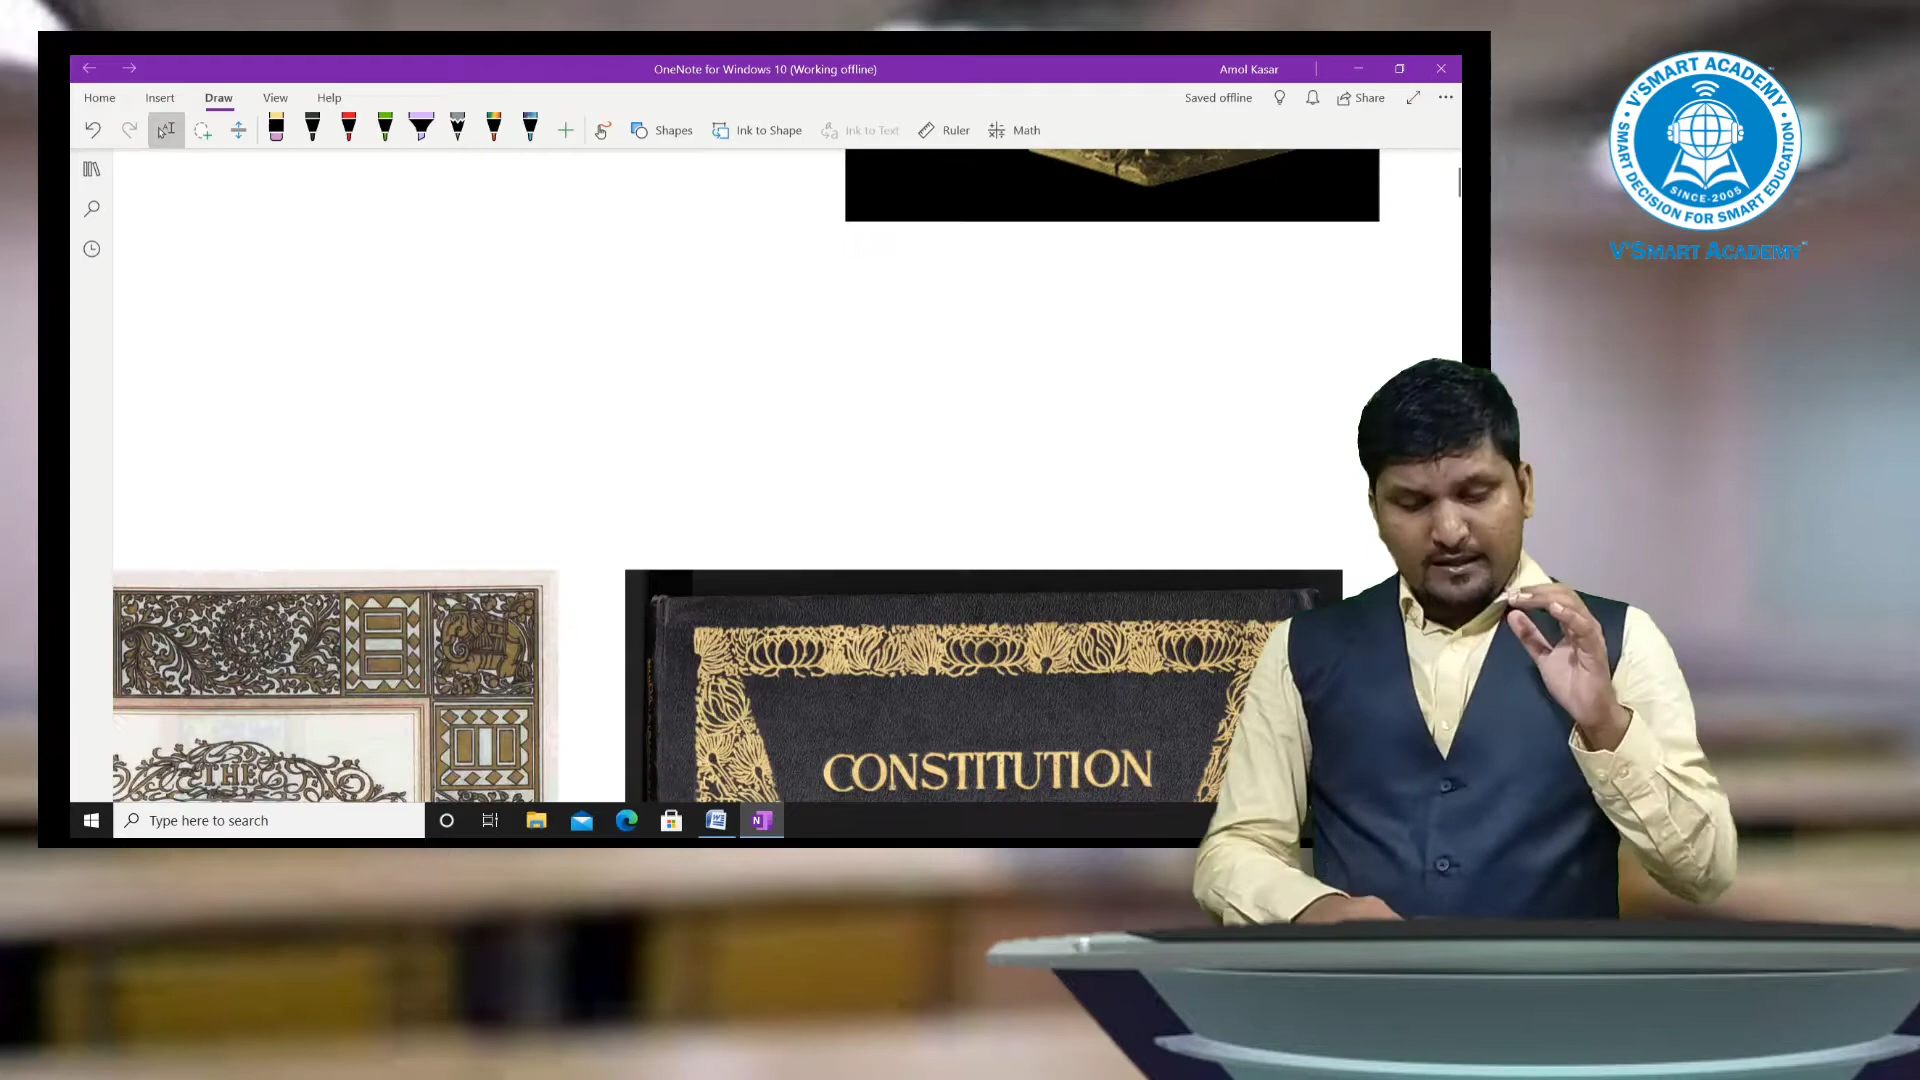 OneNote for Windows 10 (Working offline)
Amol Kasar
Home
Insert
Draw
View
Help
Saved offline
Share
Shapes
Ink to Shape
Ink to Text
Ruler
Math
THE
CONSTITUTION
Type here to search
V'SMART ACADEMY
SINCE-2005
SMART DECISION FOR SMART EDUCATION
V'SMART ACADEMY